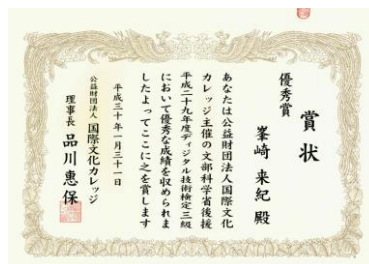 賞状
優秀賞
峯崎 来紀 殿
あなたは公益財団法人国際文化
カレッジ主催の文部科学省後援
平成二十九年度ディジタル技術検定三級
において優秀な成績を収められま
したよってここに之を賞します
平成三十年一月三十一日
公益財団法人 国際文化カレッジ
理事長 品川惠保